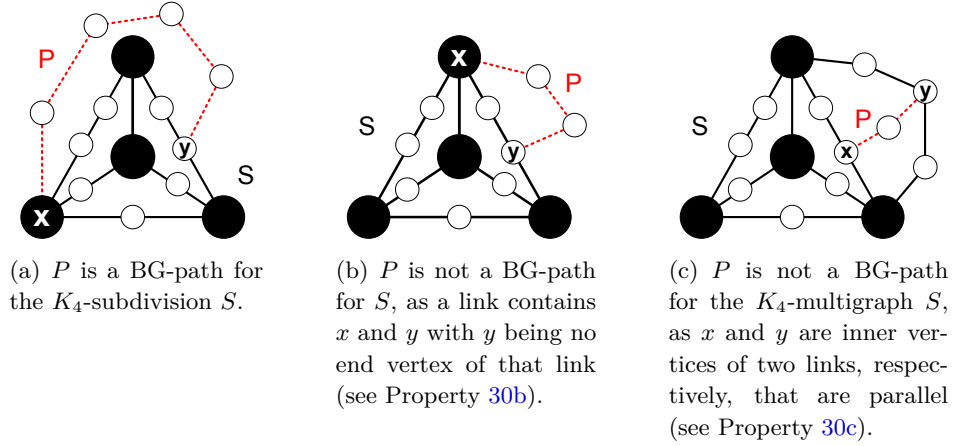 P
x
y
S
(a) P is a BG-path for
the K₄-subdivision S.
x
P
S
y
(b) P is not a BG-path
for S, as a link contains
x and y with y being no
end vertex of that link
(see Property 30b).
y
P
S
x
(c) P is not a BG-path
for the K₄-multigraph S,
as x and y are inner ver-
tices of two links, respec-
tively, that are parallel
(see Property 30c).